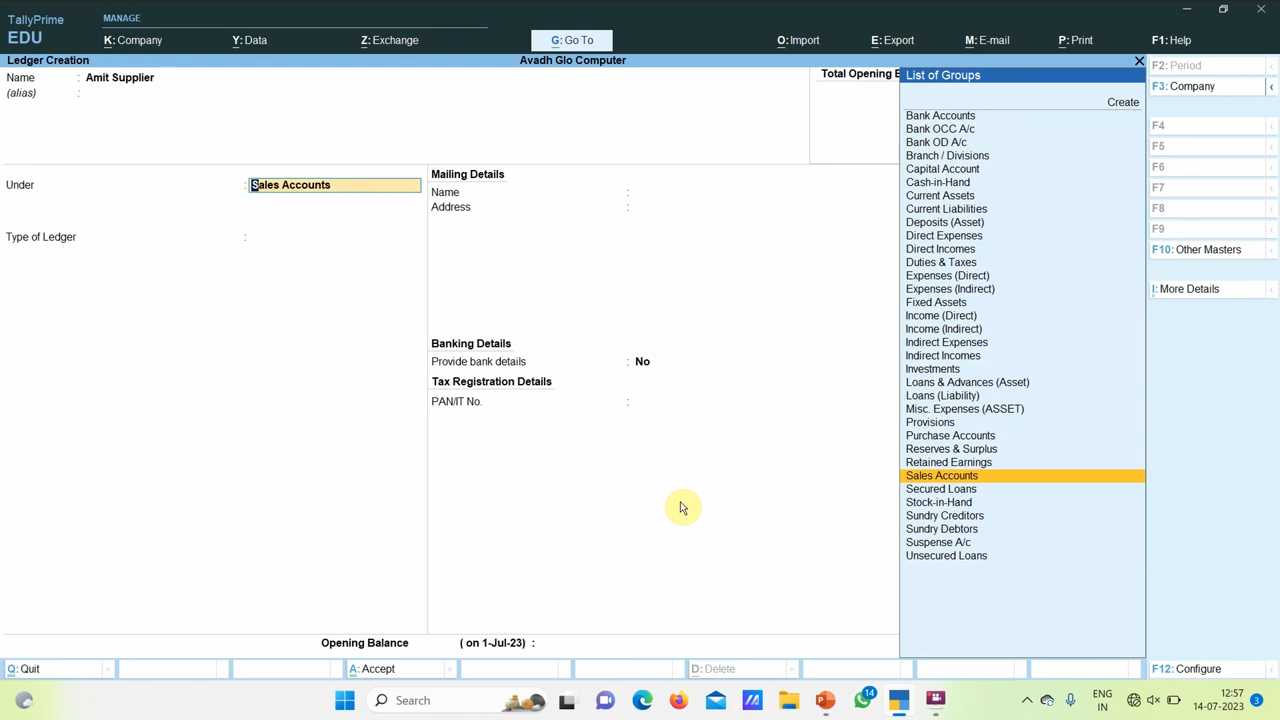 TallyPrime
EDU
MANAGE
K: Company
Y: Data
Z: Exchange
G: Go To
O: Import
E: Export
M: E-mail
P: Print
F1: Help
Ledger Creation
Avadh Glo Computer
Name : Amit Supplier
(alias) :
Total Opening B
Under : Sales Accounts
Type of Ledger :
Mailing Details
Name :
Address :
Banking Details
Provide bank details : No
Tax Registration Details
PAN/IT No. :
Opening Balance ( on 1-Jul-23) :
List of Groups
Create
Bank Accounts
Bank OCC A/c
Bank OD A/c
Branch / Divisions
Capital Account
Cash-in-Hand
Current Assets
Current Liabilities
Deposits (Asset)
Direct Expenses
Direct Incomes
Duties & Taxes
Expenses (Direct)
Expenses (Indirect)
Fixed Assets
Income (Direct)
Income (Indirect)
Indirect Expenses
Indirect Incomes
Investments
Loans & Advances (Asset)
Loans (Liability)
Misc. Expenses (ASSET)
Provisions
Purchase Accounts
Reserves & Surplus
Retained Earnings
Sales Accounts
Secured Loans
Stock-in-Hand
Sundry Creditors
Sundry Debtors
Suspense A/c
Unsecured Loans
F2: Period
F3: Company
F4
F5
F6
F7
F8
F9
F10: Other Masters
I: More Details
Q: Quit
A: Accept
D: Delete
F12: Configure
Search
14
ENG
IN
12:57
14-07-2023
3